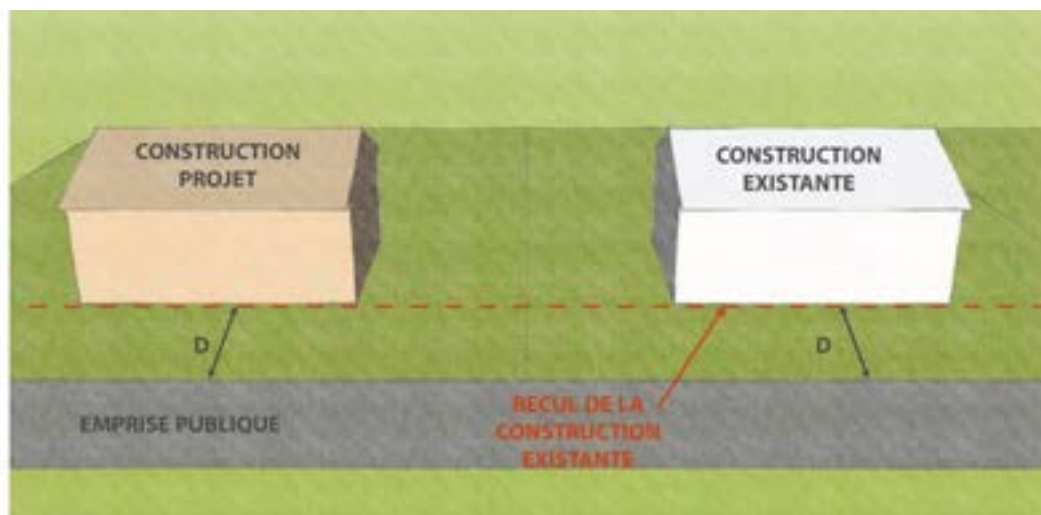 CONSTRUCTION
PROJET
CONSTRUCTION
EXISTANTE
D
D
EMPRISE PUBLIQUE
RECUL DE LA
CONSTRUCTION
EXISTANTE